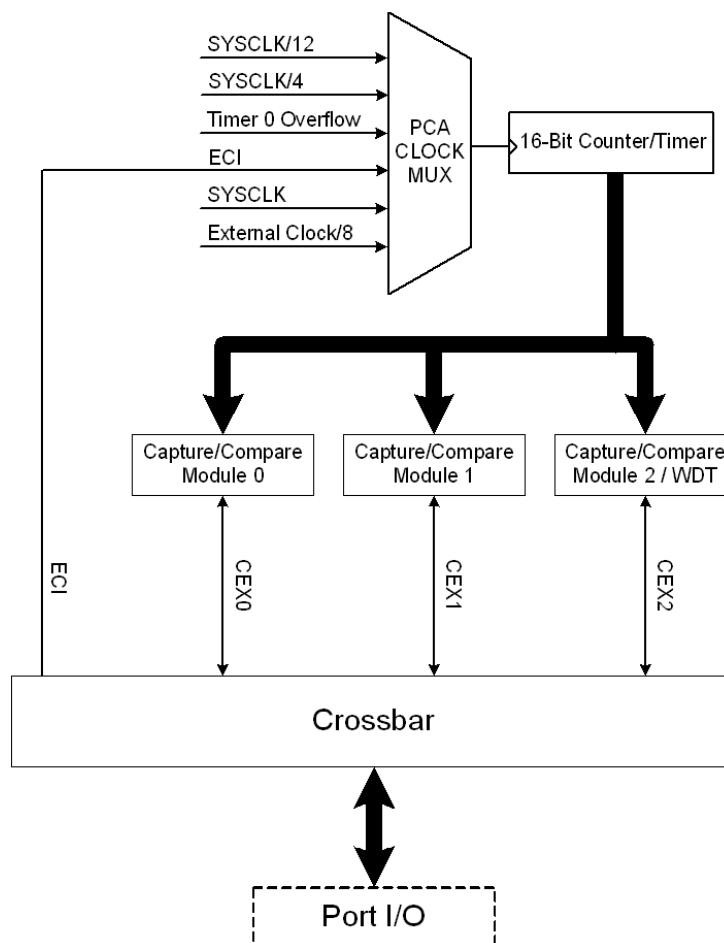 SYSCLK/12
SYSCLK/4
Timer 0 Overflow
ECI
SYSCLK
External Clock/8
PCA
CLOCK
MUX
16-Bit Counter/Timer
Capture/Compare
Module 0
Capture/Compare
Module 1
Capture/Compare
Module 2 / WDT
ECI
CEX0
CEX1
CEX2
Crossbar
Port I/O